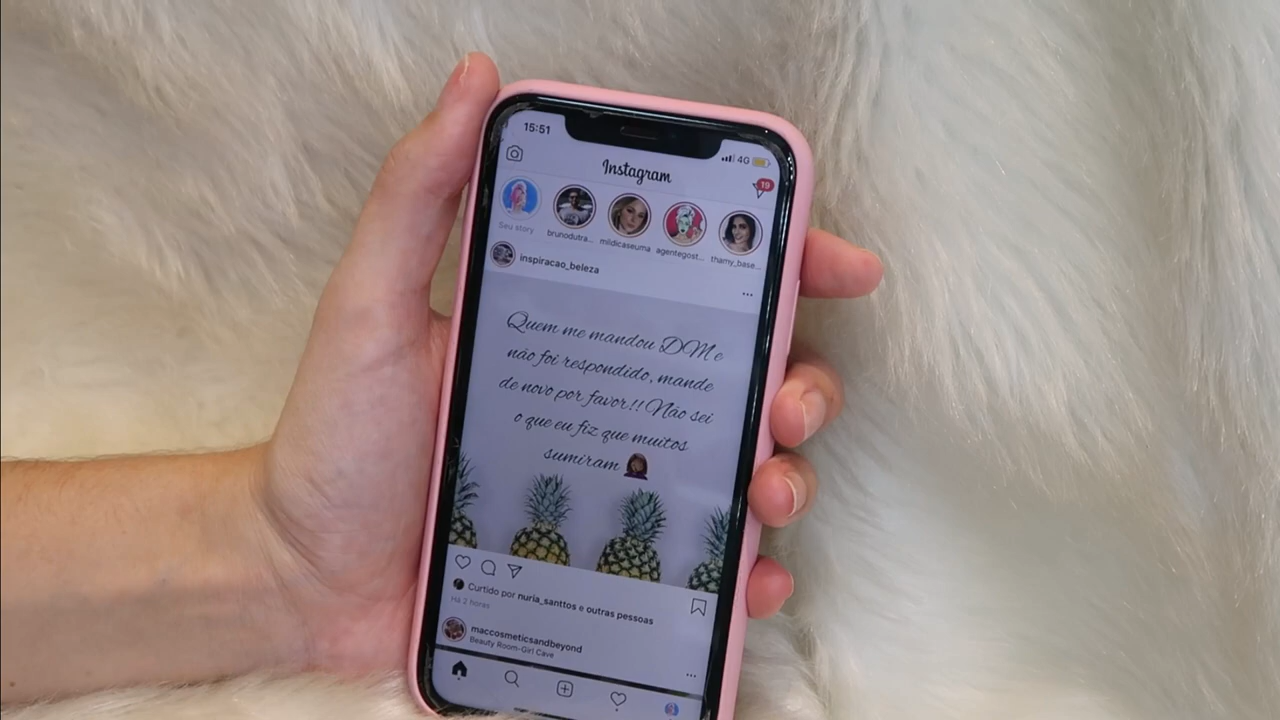 15:51
4G
Instagram
19
Seu story
brunodutra...
mildicaseuma
agentegost...
thamy_base...
inspiracao_beleza
Quem me mandou DM e
não foi respondido, mande
de novo por favor!! Não sei
o que eu fiz que muitos
sumiram
Curtido por nuria_santtos e outras pessoas
Há 2 horas
maccosmeticsandbeyond
Beauty Room-Girl Cave